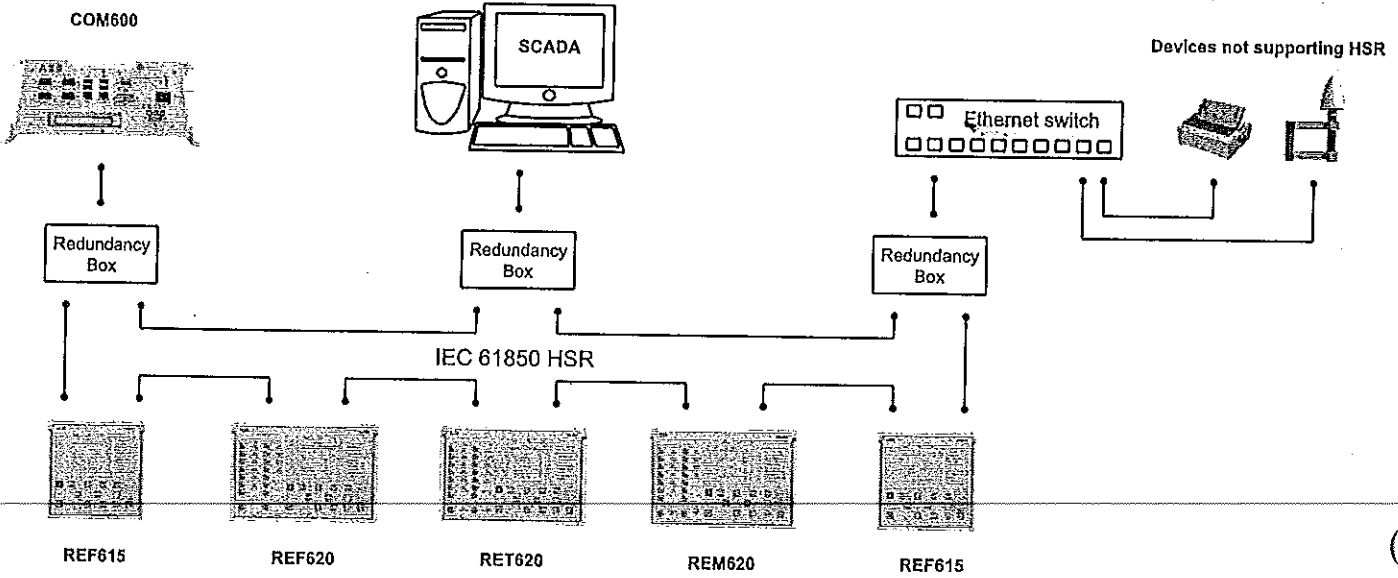 COM600
SCADA
Devices not supporting HSR
Ethernet switch
Redundancy
Box
Redundancy
Box
Redundancy
Box
IEC 61850 HSR
REF615
REF620
RET620
REM620
REF615